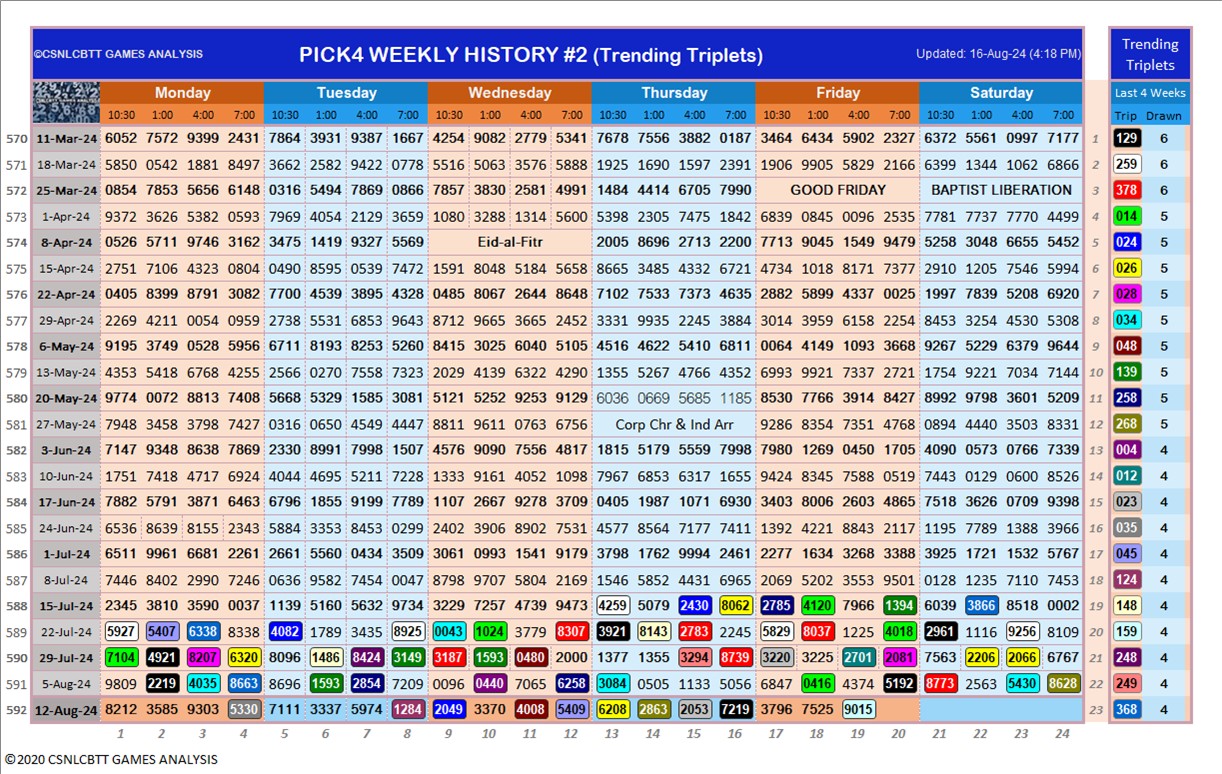 ©CSNLCBTT GAMES ANALYSIS PICK4 WEEKLY HISTORY #2 (Trending Triplets) Updated: 16-Aug-24 (4:18 PM) Trending Triplets
Monday Tuesday Wednesday Thursday Friday Saturday Last 4 Weeks
10:30 1:00 4:00 7:00 10:30 1:00 4:00 7:00 10:30 1:00 4:00 7:00 10:30 1:00 4:00 7:00 10:30 1:00 4:00 7:00 10:30 1:00 4:00 7:00 Trip Drawn
570 11-Mar-24 6052 7572 9399 2431 7864 3931 9387 1667 4254 9082 2779 5341 7678 7556 3882 0187 3464 6434 5902 2327 6372 5561 0997 7177 1 129 6
571 18-Mar-24 5850 0542 1881 8497 3662 2582 9422 0776 2516 5063 3576 5888 1925 1690 1597 2391 1906 9905 5829 2166 6399 1344 1062 6866 2 259 6
572 25-Mar-24 0854 7853 5656 6148 0316 5494 7869 0866 7857 3830 2581 4991 1484 4414 6705 7990 GOOD FRIDAY BAPTIST LIBERATION 3 378 6
573 1-Apr-24 9372 3626 5382 0593 7969 4054 2129 3659 1080 3288 1314 5600 5398 2305 7475 1842 6839 0845 0096 2535 7781 7737 7770 4499 4 014 5
574 8-Apr-24 0526 5711 9746 3162 3475 1419 9327 5569 Eid-al-Fitr 2005 8696 2713 2200 7713 9045 1549 9479 5258 3048 6655 5452 5 024 5
575 15-Apr-24 2751 7106 4323 0804 0490 8595 0539 7472 1591 8048 5184 5658 8665 3485 4332 6721 4734 1018 8171 7377 2910 1205 7546 5994 6 026 5
576 22-Apr-24 0405 8399 8791 3082 7700 4539 3895 4328 0485 8067 2644 8648 7102 7533 7373 4635 2882 5899 4337 0025 1997 7839 5208 6920 7 028 5
577 29-Apr-24 2269 4211 0054 0959 2738 5531 6853 9643 8712 9665 3665 2452 3331 9935 2245 3884 3014 3959 6158 2254 8453 3254 4530 5308 8 034 5
578 6-May-24 9195 3749 0528 5956 6711 8193 8253 5260 8415 3025 6040 5105 4516 4622 5410 6811 0064 4149 1093 3668 9267 5229 6379 9644 9 048 5
579 13-May-24 4353 5418 6768 4255 2566 0270 7558 7323 2029 4139 6322 4290 1355 5267 4766 4352 6993 9921 7337 2721 1754 9221 7034 7144 10 139 5
580 20-May-24 9774 0072 8813 7408 5668 5329 1585 3081 5121 5252 9253 9129 6036 0669 5685 1185 8530 7766 3914 8427 8992 9798 3601 5209 11 258 5
581 27-May-24 7948 3458 3798 7427 0316 0650 4549 4447 8811 9611 0763 6756 Corp Chr & Ind Arr 9286 8354 7351 4768 0894 4440 3503 8331 12 268 5
582 3-Jun-24 7147 9348 8638 7869 2330 8991 7998 1507 4576 9090 7556 4817 1815 5179 5559 7998 7980 1269 0450 1705 4090 0573 0766 7339 13 004 4
583 10-Jun-24 1751 7418 4717 6924 4044 4695 5211 7228 1333 9161 4052 1098 7967 6853 6317 1655 9424 8345 7588 0519 7443 0129 0600 8526 14 012 4
584 17-Jun-24 7882 5791 3871 6463 6796 1855 9199 7789 1107 2667 9278 3709 0405 1987 1071 6930 3403 8006 2603 4865 7518 3626 0709 9398 15 023 4
585 24-Jun-24 6536 8639 8155 2343 5884 3353 8453 0299 2402 3906 8902 7531 4577 8564 7177 7411 1392 4221 8843 2117 1195 7789 1388 3966 16 035 4
586 1-Jul-24 6511 9961 6681 2261 2661 5560 0434 3509 3061 0993 1541 9179 3798 1762 9994 2461 2277 1634 3268 3388 3925 1721 1532 5767 17 045 4
587 8-Jul-24 7446 8402 2990 7246 0636 9582 7454 0047 8798 9707 5804 2169 1546 5852 4431 6965 2069 5202 3553 9501 0128 1235 7110 7453 18 124 4
588 15-Jul-24 2345 3810 3590 0037 1139 5160 5632 9734 3229 7257 4739 9473 4259 5079 2430 8062 2785 4120 7966 1394 6039 3866 8518 0002 19 148 4
589 22-Jul-24 5927 5407 6338 8338 4082 1789 3435 8925 0043 1024 3779 8307 3921 8143 2783 2245 5829 8037 1225 4018 2961 1116 9256 8109 20 159 4
590 29-Jul-24 7104 4921 8207 6320 8096 1486 8424 3149 3187 1593 0480 2000 1377 1355 3294 8739 3220 3225 2701 2081 7563 2206 2066 6767 21 248 4
591 5-Aug-24 9809 2219 4035 8663 8696 1593 2854 7209 0096 0440 7065 6258 3084 0505 1133 5056 6847 0416 4374 5192 8773 2563 5430 8628 22 249 4
592 12-Aug-24 8212 3585 9303 5330 7111 3337 5974 1284 2049 3370 4008 5409 6208 2863 2053 7219 3796 7525 9015 23 368 4
1 2 3 4 5 6 7 8 9 10 11 12 13 14 15 16 17 18 19 20 21 22 23 24
©2020 CSNLCBTT GAMES ANALYSIS